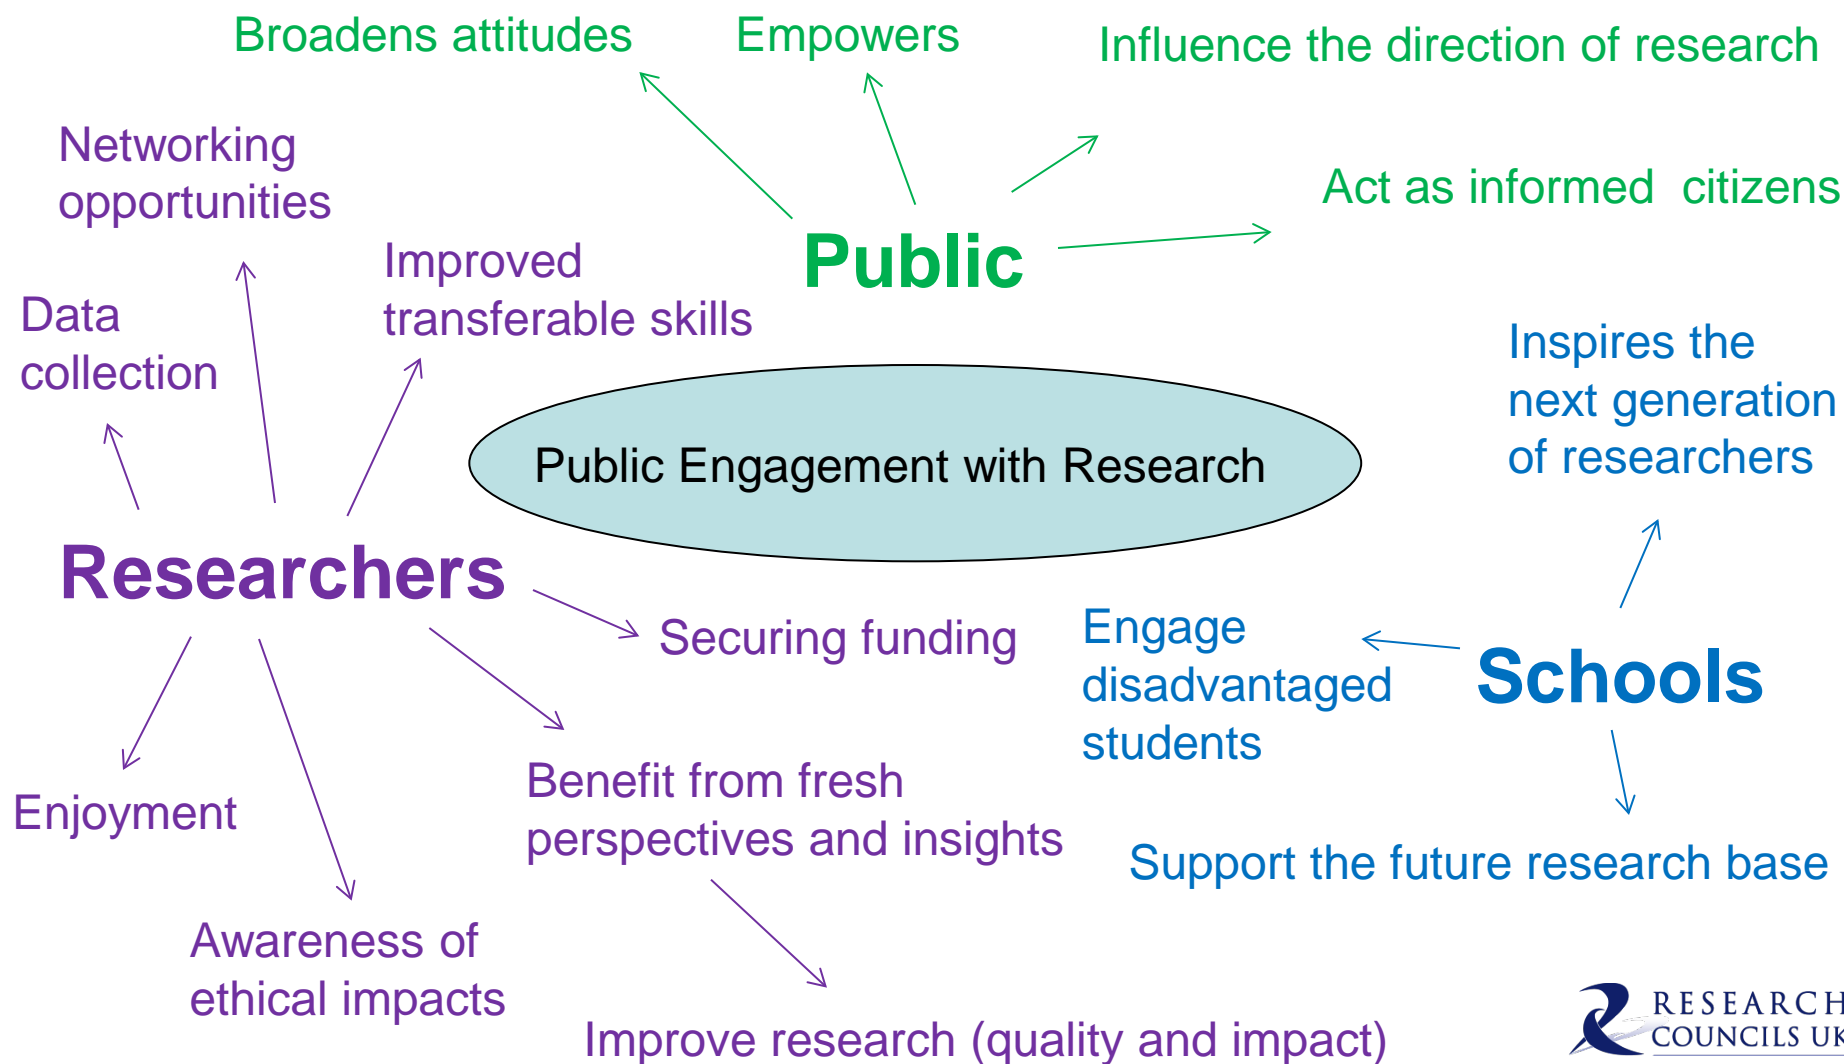 Broadens attitudes
Empowers
Influence the direction of research
Networking
opportunities
Act as informed  citizens
Public
Improved
transferable skills
Data
collection
Inspires the
next generation
of researchers
Public Engagement with Research
Researchers
Securing funding
Engage
disadvantaged
students
Schools
Enjoyment
Benefit from fresh
perspectives and insights
Support the future research base
Awareness of
ethical impacts
Improve research (quality and impact)
RESEARCH
COUNCILS UK